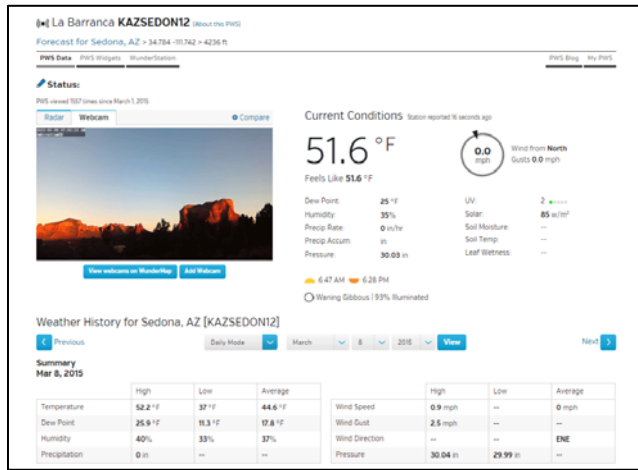 La Barranca KAZSEDON12 (About this PWS)
Forecast for Sedona, AZ > 34.784 -111.742 > 4236 ft
PWS Data PWS Widgets WunderStation PWS Blog My PWS
Status:
PWS viewed 1557 times since March 1, 2015
Radar Webcam Compare
Current Conditions Station reported 16 seconds ago
51.6 °F
Feels Like 51.6 °F
0.0 mph
Wind from North
Gusts 0.0 mph
Dew Point: 25 °F
Humidity: 35%
Precip Rate: 0 in/hr
Precip Accum: in
Pressure: 30.03 in
UV: 2
Solar: 85 w/m²
Soil Moisture: --
Soil Temp: --
Leaf Wetness: --
6:47 AM 6:28 PM
Waning Gibbous | 93% Illuminated
View webcams on WunderMap Add Webcam
Weather History for Sedona, AZ [KAZSEDON12]
Previous Daily Mode March 8 2015 View Next
Summary
Mar 8, 2015
High Low Average High Low Average
Temperature 52.2 °F 37 °F 44.6 °F Wind Speed 0.9 mph -- 0 mph
Dew Point 25.9 °F 11.3 °F 17.8 °F Wind Gust 2.5 mph -- --
Humidity 40% 33% 37% Wind Direction -- -- ENE
Precipitation 0 in -- -- Pressure 30.04 in 29.99 in --